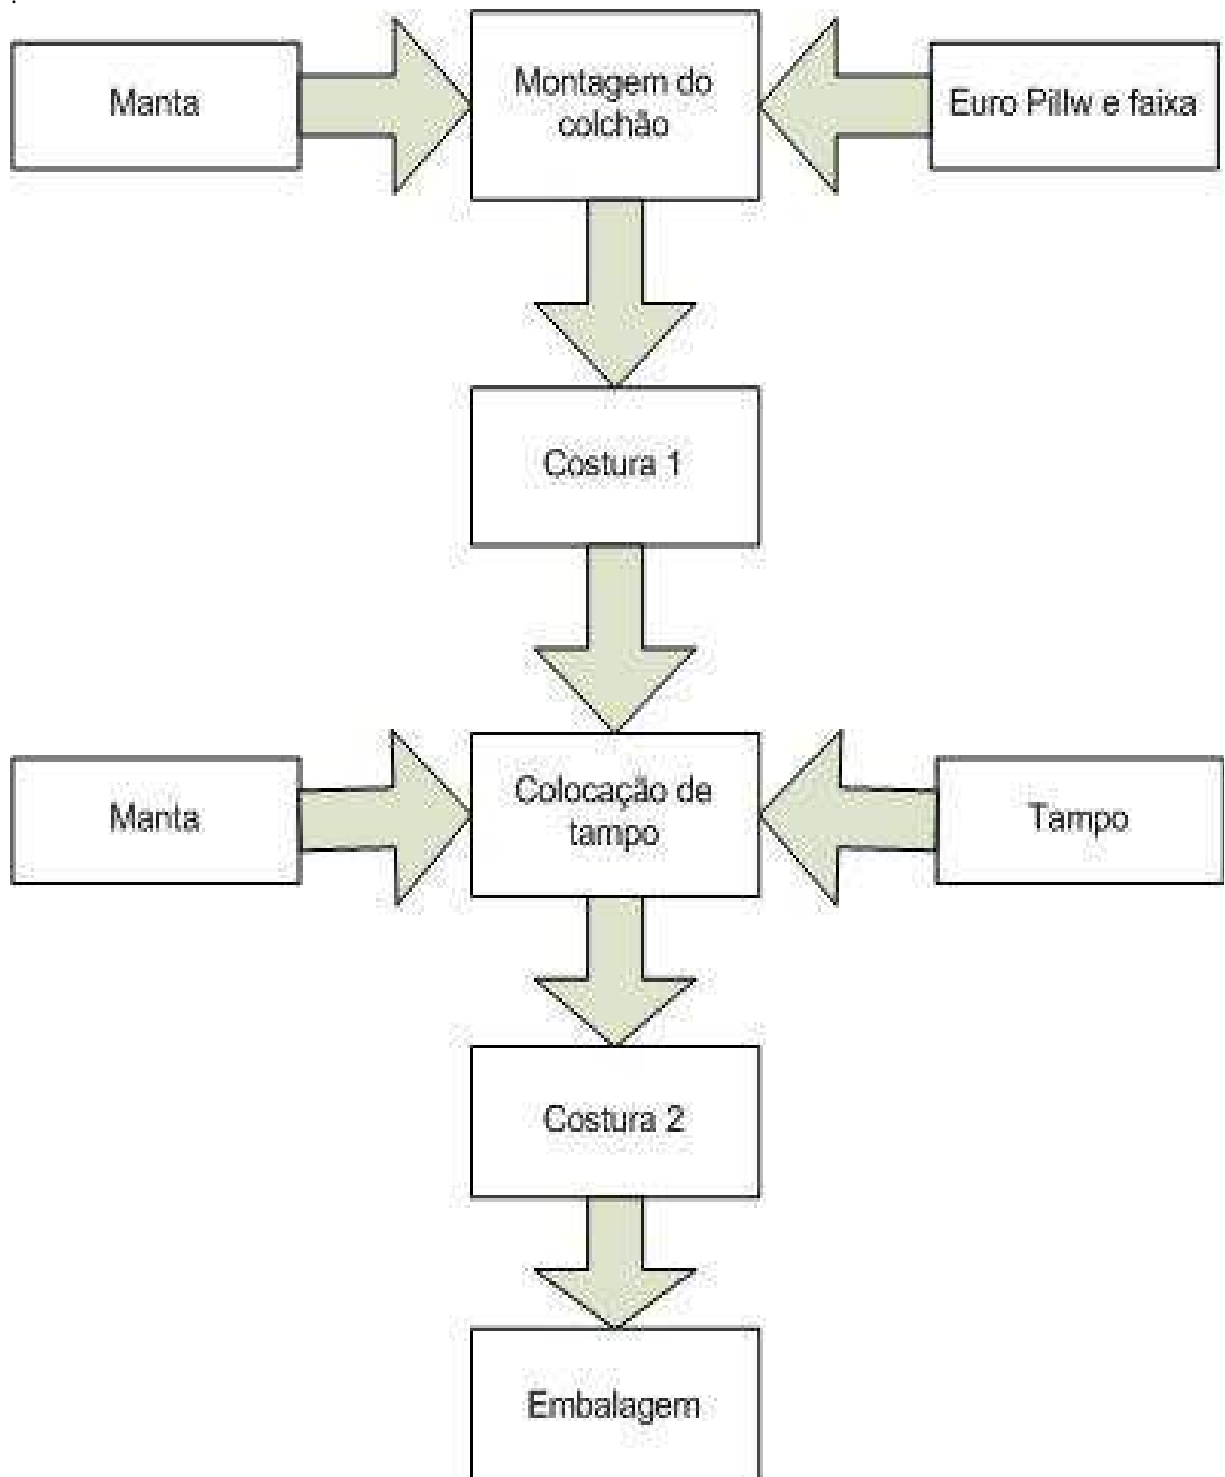 Manta
Montagem do
colchão
Euro Pillw e faixa
Costura 1
Manta
Colocação de
tampo
Tampo
Costura 2
Embalagem